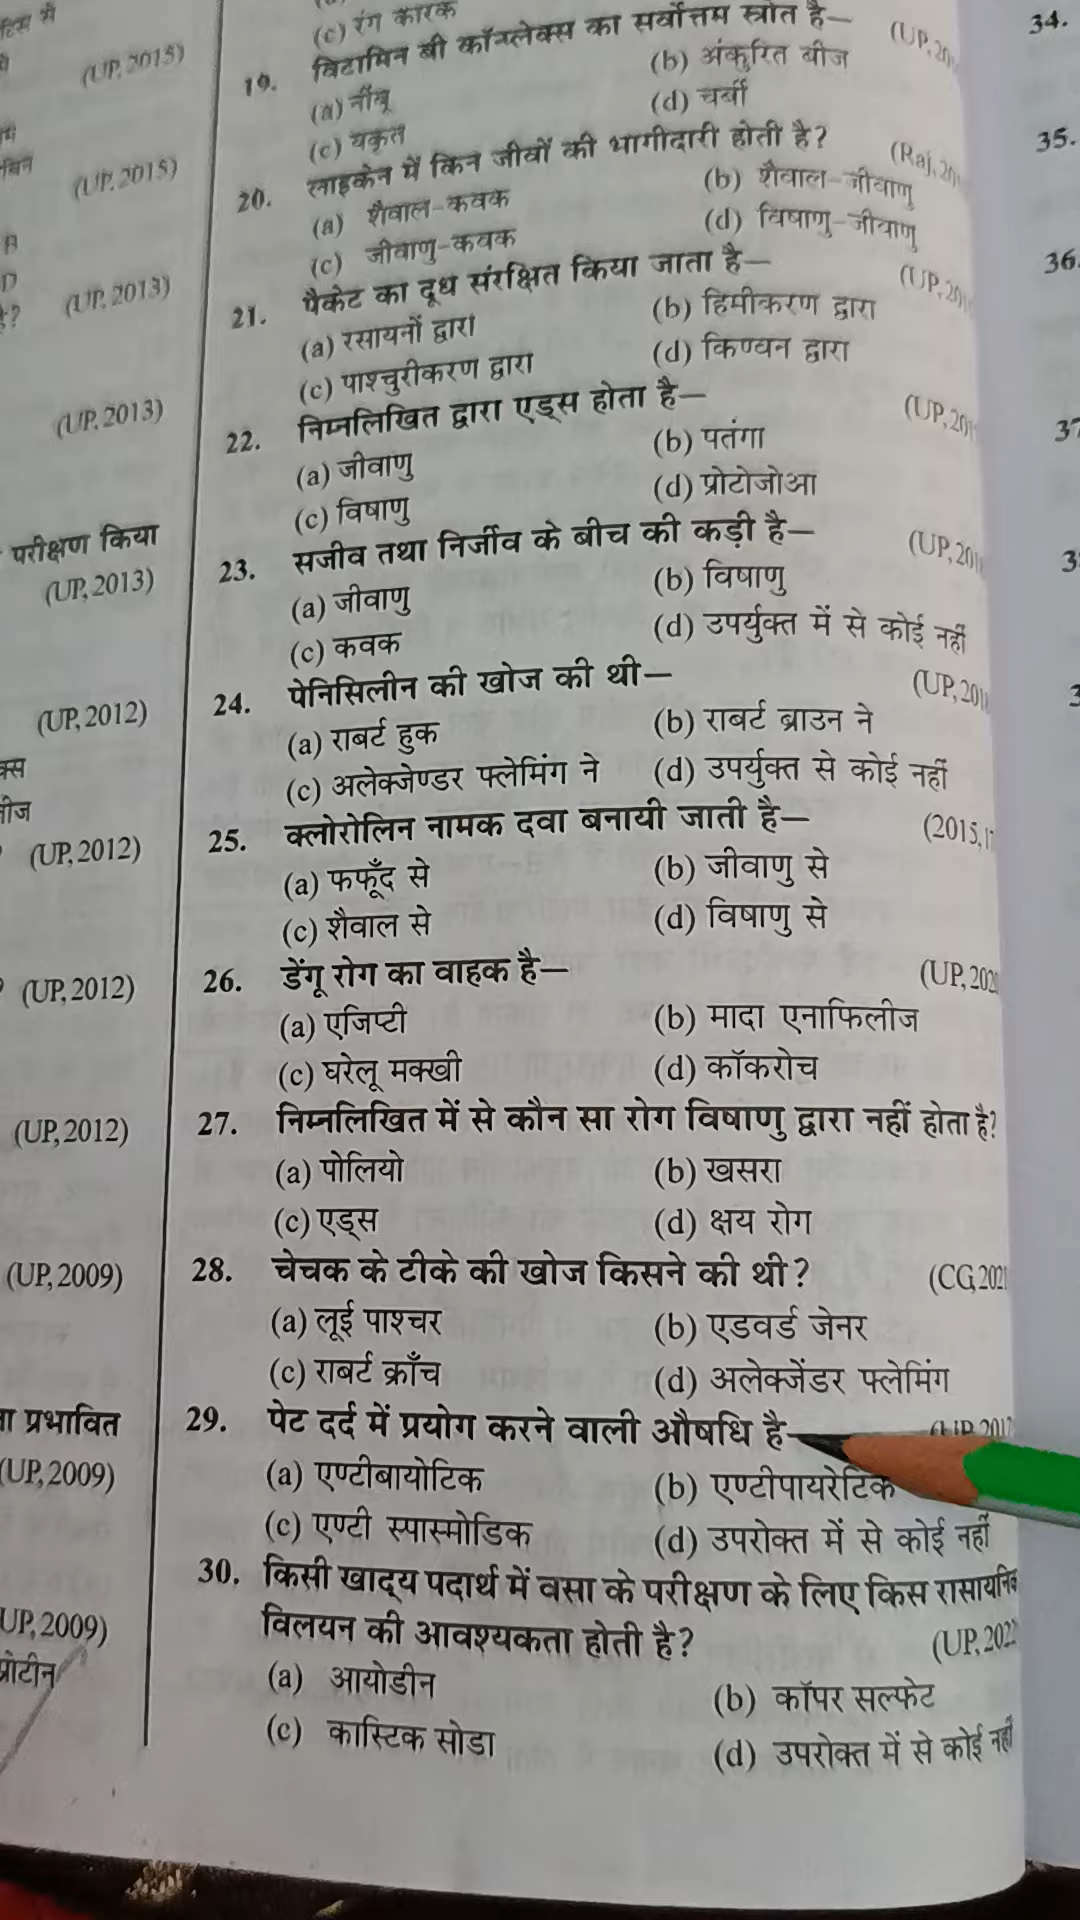 (UP, 2015)
(UP, 2015)
(UP, 2013)
(UP, 2013)
परीक्षण किया
(UP, 2013)
(UP, 2012)
(UP, 2012)
(UP, 2012)
(UP, 2012)
(UP, 2009)
प्रभावित
(UP, 2009)
UP, 2009)
(c) रंग कारक
19. विटामिन बी कॉम्पलेक्स का सर्वोत्तम स्त्रोत है—
(a) नींबू (b) अंकुरित बीज
(c) यकृत (d) चर्बी
20. लाइकेन में किन जीवों की भागीदारी होती है?
(a) शैवाल-कवक (b) शैवाल-जीवाणु
(c) जीवाणु-कवक (d) विषाणु-जीवाणु
21. पैकेट का दूध संरक्षित किया जाता है—
(a) रसायनों द्वारा (b) हिमीकरण द्वारा
(c) पाश्चुरीकरण द्वारा (d) किण्वन द्वारा
22. निम्नलिखित द्वारा एड्स होता है—
(a) जीवाणु (b) पतंगा
(c) विषाणु (d) प्रोटोजोआ
23. सजीव तथा निर्जीव के बीच की कड़ी है—
(a) जीवाणु (b) विषाणु
(c) कवक (d) उपर्युक्त में से कोई नहीं
24. पेनिसिलीन की खोज की थी—
(a) राबर्ट हुक (b) राबर्ट ब्राउन ने
(c) अलेक्जेण्डर फ्लेमिंग ने (d) उपर्युक्त से कोई नहीं
25. क्लोरोलिन नामक दवा बनायी जाती है— (2015,
(a) फफूँद से (b) जीवाणु से
(c) शैवाल से (d) विषाणु से
26. डेंगू रोग का वाहक है—
(a) एजिप्टी (b) मादा एनाफिलीज
(c) घरेलू मक्खी (d) कॉकरोच
27. निम्नलिखित में से कौन सा रोग विषाणु द्वारा नहीं होता है?
(a) पोलियो (b) खसरा
(c) एड्स (d) क्षय रोग
28. चेचक के टीके की खोज किसने की थी?
(a) लूई पाश्चर (b) एडवर्ड जेनर
(c) राबर्ट क्रॉंच (d) अलेक्जेंडर फ्लेमिंग
29. पेट दर्द में प्रयोग करने वाली औषधि है—
(a) एण्टीबायोटिक (b) एण्टीपायरेटिक
(c) एण्टी स्पास्मोडिक (d) उपरोक्त में से कोई नहीं
30. किसी खाद्य पदार्थ में वसा के परीक्षण के लिए किस
विलयन की आवश्यकता होती है?
(a) आयोडीन (b) कॉपर सल्फेट
(c) कास्टिक सोडा (d) उपरोक्त में से कोई नहीं
34.
35.
36.